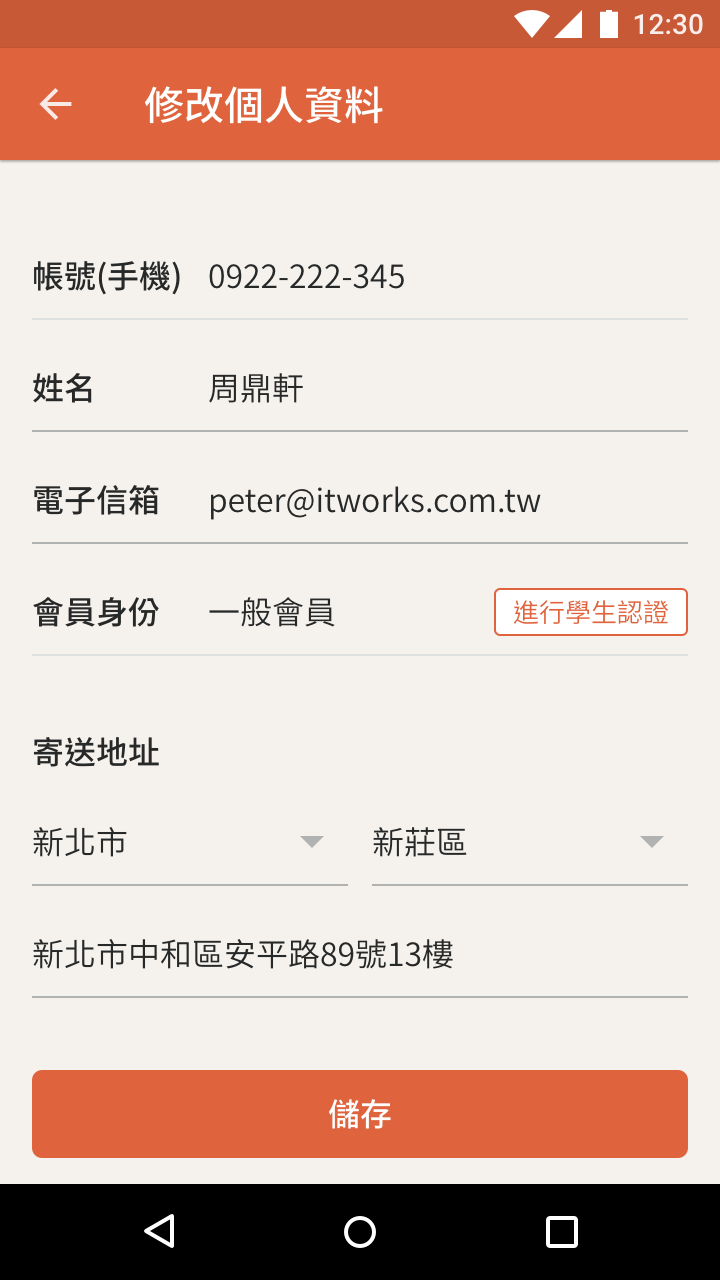 12:30
修改個人資料
帳號(手機) 0922-222-345
姓名 周鼎軒
電子信箱 peter@itworks.com.tw
會員身份 一般會員 進行學生認證
寄送地址
新北市 新莊區
新北市中和區安平路89號13樓
儲存